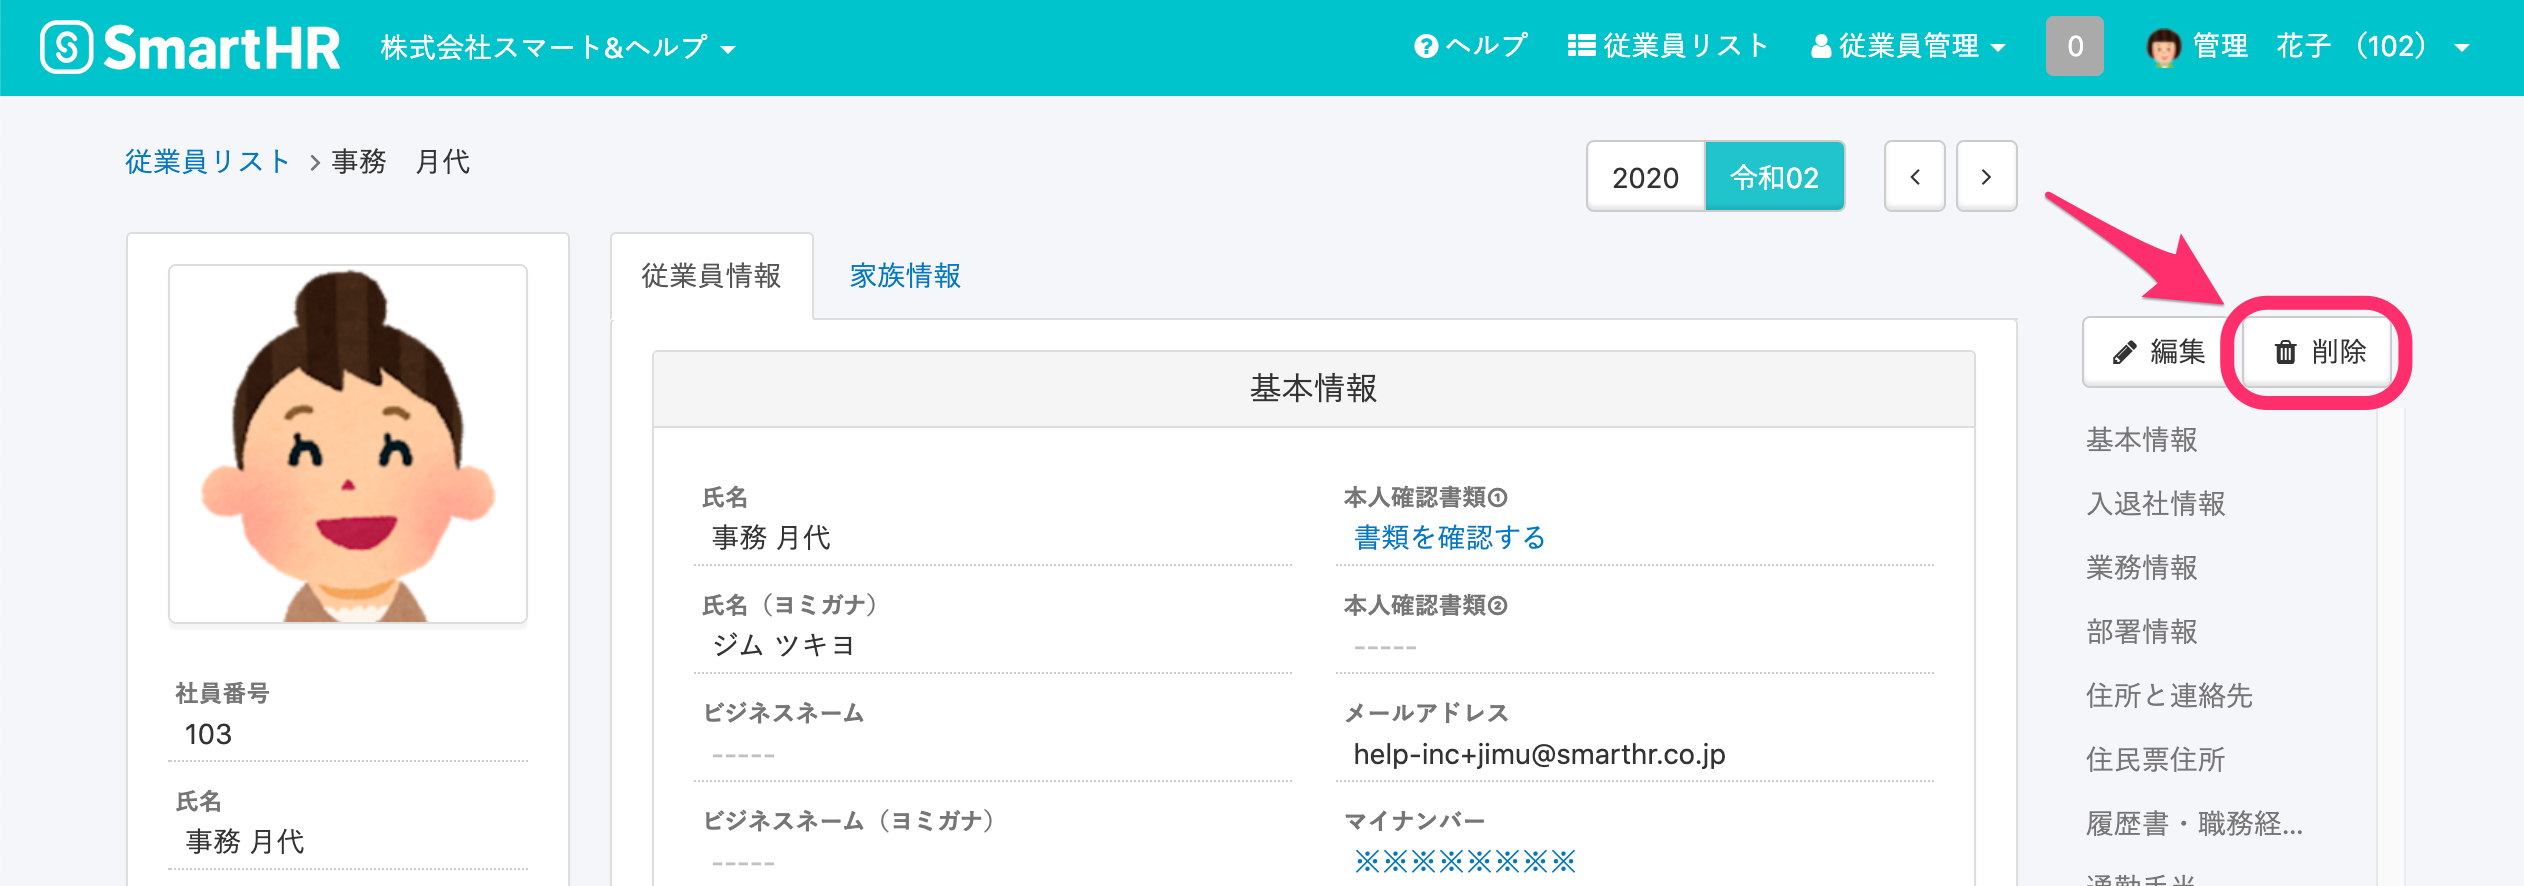 SmartHR 株式会社スマート&ヘルプ ヘルプ 従業員リスト 従業員管理 0 管理 花子 （102）
従業員リスト > 事務 月代
2020 令和02 < >
従業員情報 家族情報
編集 削除
基本情報
氏名
事務 月代
氏名（ヨミガナ）
ジム ツキヨ
ビジネスネーム
-----
ビジネスネーム（ヨミガナ）
-----
本人確認書類①
書類を確認する
本人確認書類②
-----
メールアドレス
help-inc+jimu@smarthr.co.jp
マイナンバー
※※※※※※※※
社員番号
103
氏名
事務 月代
基本情報
入退社情報
業務情報
部署情報
住所と連絡先
住民票住所
履歴書・職務経...